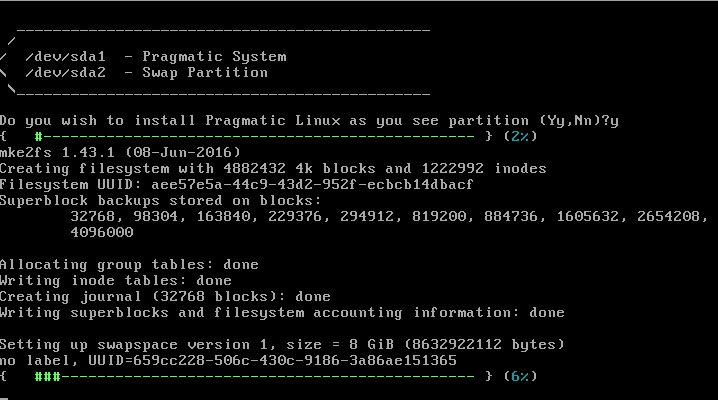 /dev/sda1  - Pragmatic System
/dev/sda2  - Swap Partition
Do you wish to install Pragmatic Linux as you see partition (Yy,Nn)?y
{   #----------------------------------------------- } (2%)
mke2fs 1.43.1 (08-Jun-2016)
Creating filesystem with 4882432 4k blocks and 1222992 inodes
Filesystem UUID: aee57e5a-44c9-43d2-952f-ecbcb14dbacf
Superblock backups stored on blocks:
32768, 98304, 163840, 229376, 294912, 819200, 884736, 1605632, 2654208,
4096000
Allocating group tables: done
Writing inode tables: done
Creating journal (32768 blocks): done
Writing superblocks and filesystem accounting information: done
Setting up swapspace version 1, size = 8 GiB (8632922112 bytes)
no label, UUID=659cc228-506c-430c-9186-3a86ae151365
{   ###--------------------------------------------- } (6%)